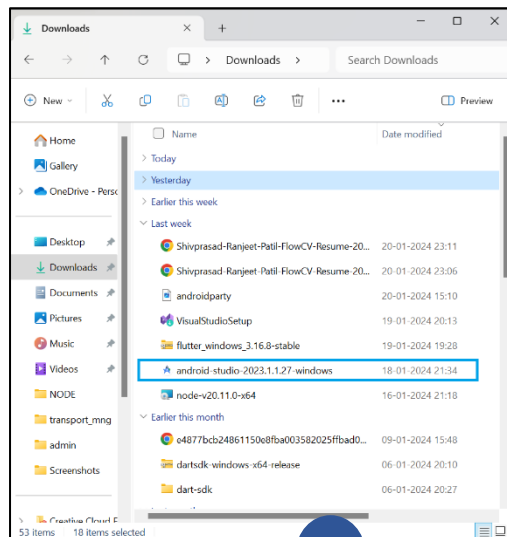 Downloads
Downloads
Search Downloads
New
Preview
Name
Date modified
Home
Gallery
OneDrive - Perso
Desktop
Downloads
Documents
Pictures
Music
Videos
NODE
transport_mng
admin
Screenshots
Creative Cloud F
Today
Yesterday
Earlier this week
Last week
Shivprasad-Ranjeet-Patil-FlowCV-Resume-20... 20-01-2024 23:11
Shivprasad-Ranjeet-Patil-FlowCV-Resume-20... 20-01-2024 23:06
androidparty 20-01-2024 15:10
VisualStudioSetup 19-01-2024 20:13
flutter_windows_3.16.8-stable 19-01-2024 19:28
android-studio-2023.1.1.27-windows 18-01-2024 21:34
node-v20.11.0-x64 16-01-2024 21:18
Earlier this month
e4877bcb24861150e8fba003582025ffbad0... 09-01-2024 15:48
dartsdk-windows-x64-release 06-01-2024 20:10
dart-sdk 06-01-2024 20:27
53 items 18 items selected